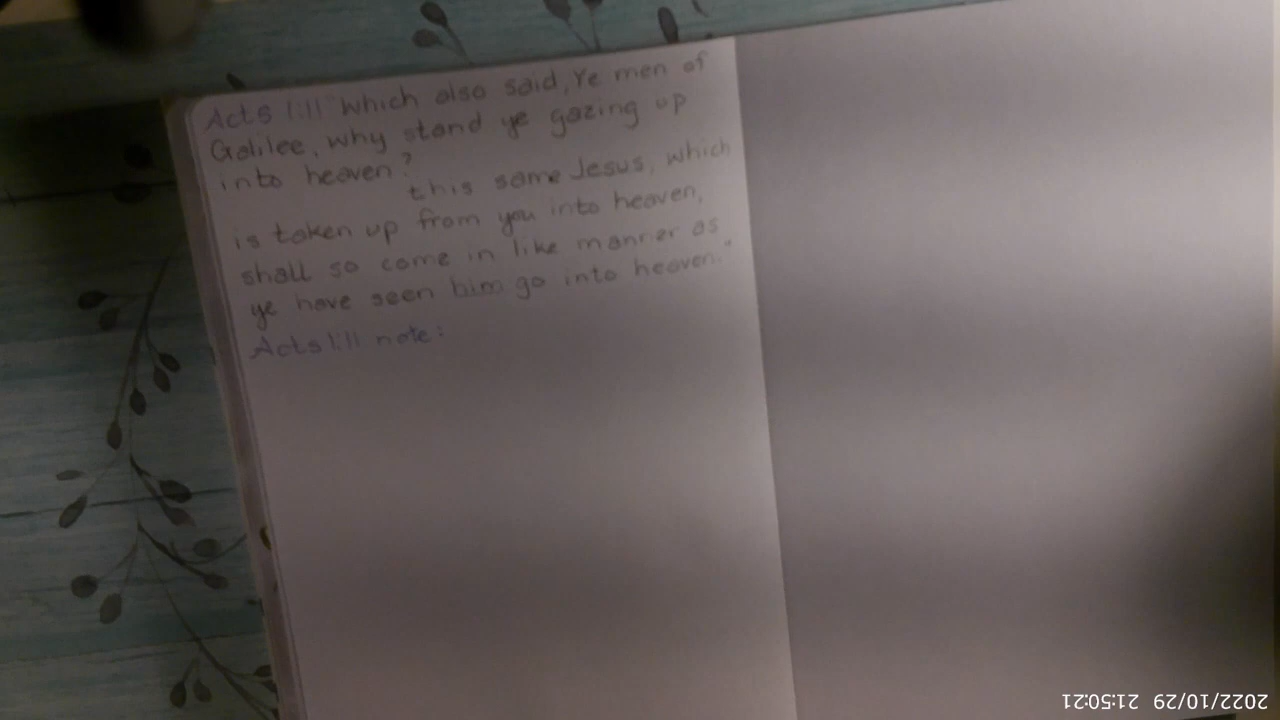 Acts 1:11 "Which also said, Ye men of
Galilee, why stand ye gazing up
into heaven?
this same Jesus, which
is taken up from you into heaven,
shall so come in like manner as
ye have seen him go into heaven."
Acts 1:11 note:
2022/10/29 21:50:21